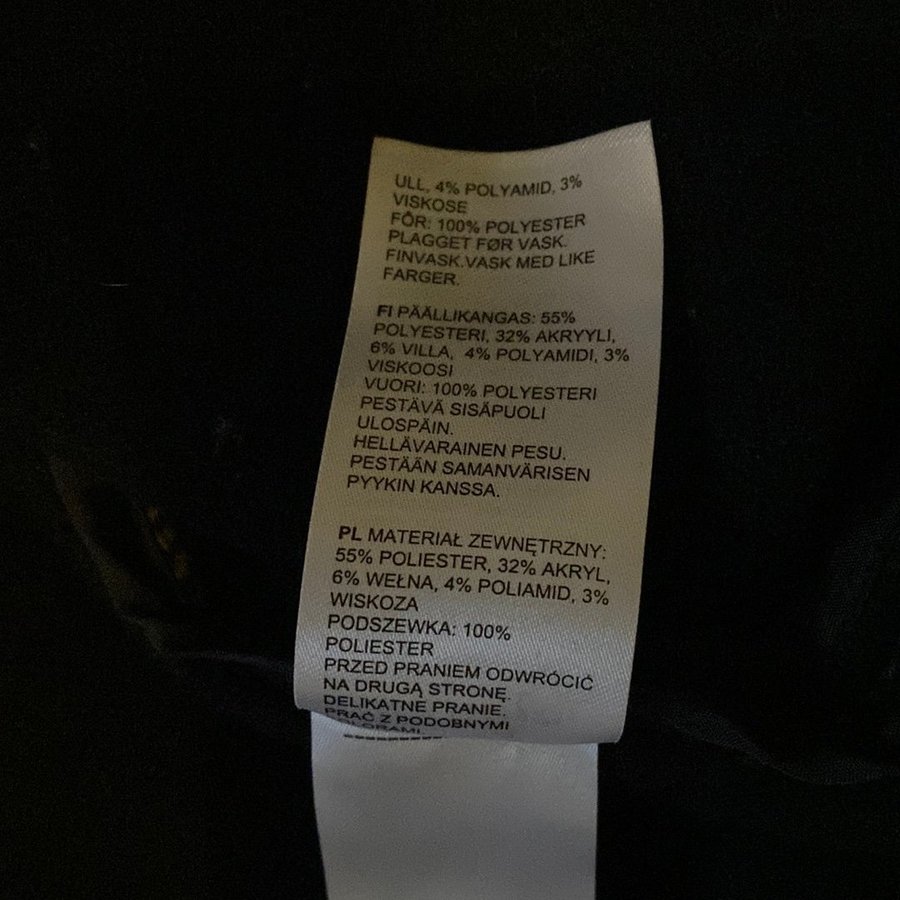 ULL, 4% POLYAMID, 3%
VISKOSE
FÔR: 100% POLYESTER
PLAGGET FØR VASK.
FINVASK.VASK MED LIKE
FARGER.
FI PÄÄLLIKANGAS: 55%
POLYESTERI, 32% AKRYYLI,
6% VILLA, 4% POLYAMIDI, 3%
VISKOOSI
VUORI: 100% POLYESTERI
PESTÄVÄ SISÄPUOLI
ULOSPÄIN.
HELLÄVARAINEN PESU.
PESTÄÄN SAMANVÄRISEN
PYYKIN KANSSA.
PL MATERIAŁ ZEWNĘTRZNY:
55% POLIESTER, 32% AKRYL,
6% WEŁNA, 4% POLIAMID, 3%
WISKOZA
PODSZEWKA: 100%
POLIESTER
PRZED PRANIEM ODWRÓCIĆ
NA DRUGĄ STRONĘ.
DELIKATNE PRANIE.
PRAĆ Z PODOBNYMI